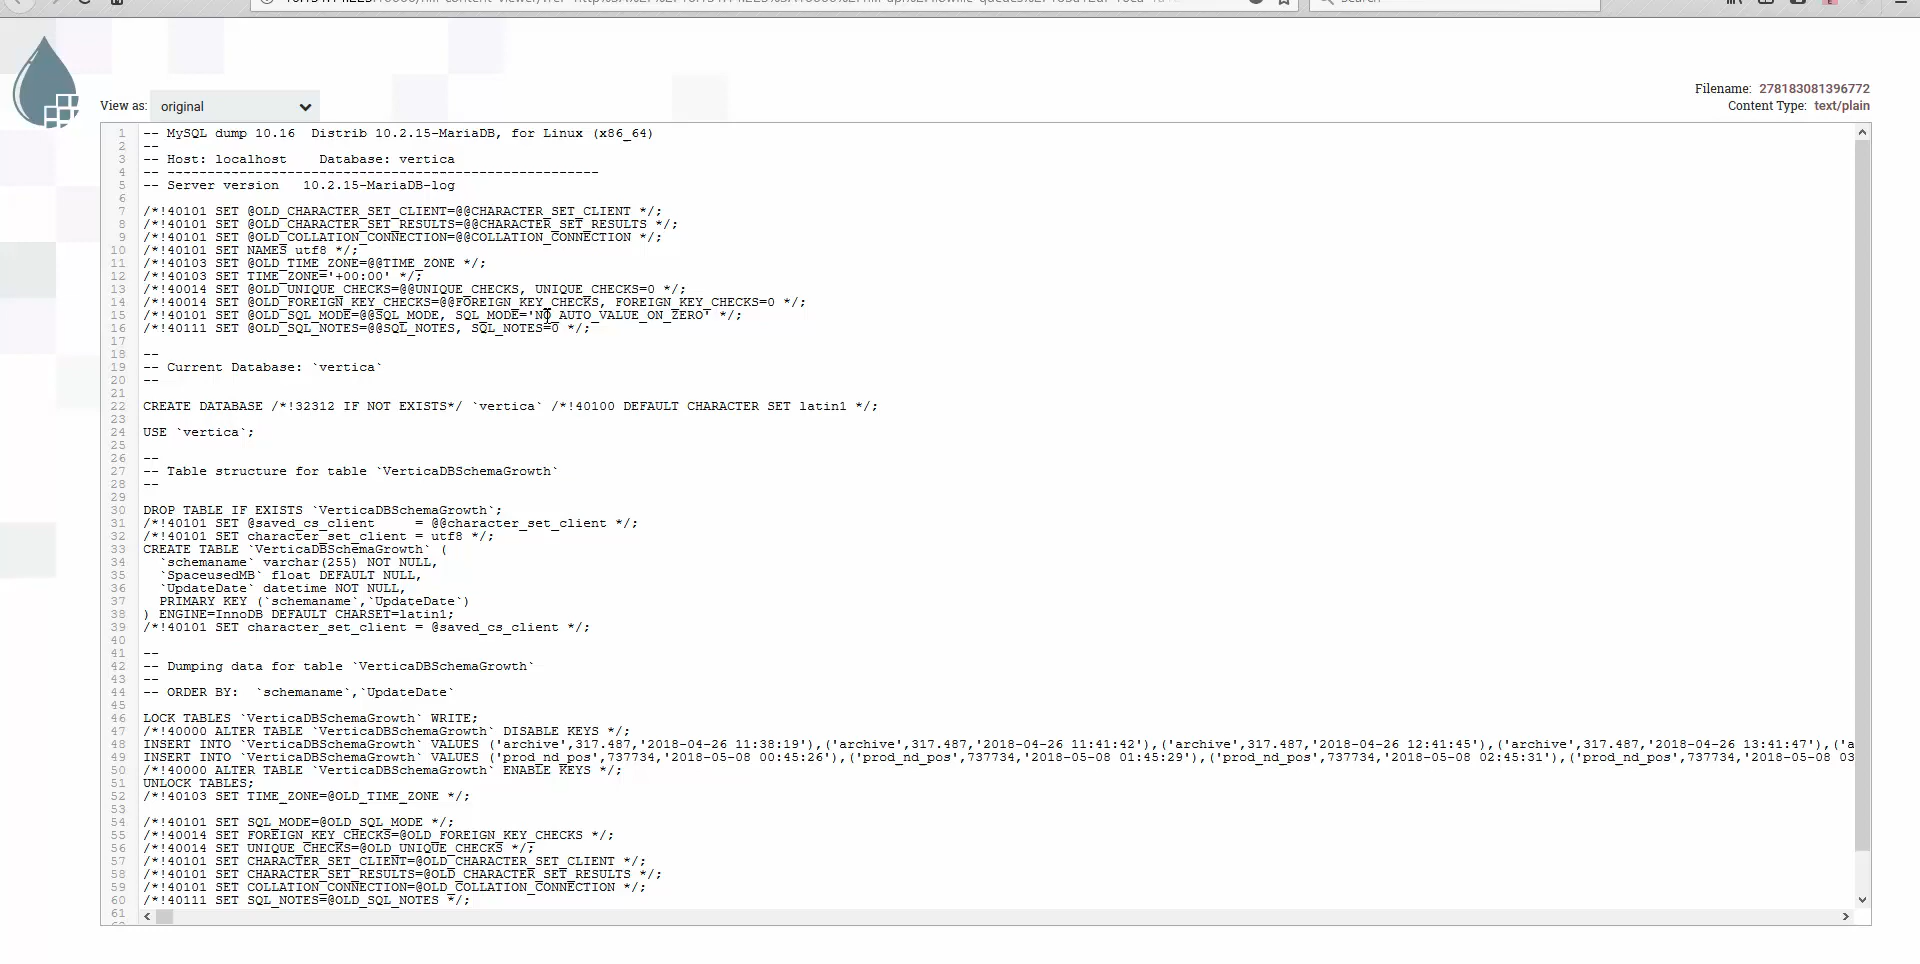 View as: original
Filename: 278183081396772
Content Type: text/plain
1 -- MySQL dump 10.16  Distrib 10.2.15-MariaDB, for Linux (x86_64)
2 --
3 -- Host: localhost    Database: vertica
4 -- ------------------------------------------------------
5 -- Server version   10.2.15-MariaDB-log
6
7 /*!40101 SET @OLD_CHARACTER_SET_CLIENT=@@CHARACTER_SET_CLIENT */;
8 /*!40101 SET @OLD_CHARACTER_SET_RESULTS=@@CHARACTER_SET_RESULTS */;
9 /*!40101 SET @OLD_COLLATION_CONNECTION=@@COLLATION_CONNECTION */;
10 /*!40101 SET NAMES utf8 */;
11 /*!40103 SET @OLD_TIME_ZONE=@@TIME_ZONE */;
12 /*!40103 SET TIME_ZONE='+00:00' */;
13 /*!40014 SET @OLD_UNIQUE_CHECKS=@@UNIQUE_CHECKS, UNIQUE_CHECKS=0 */;
14 /*!40014 SET @OLD_FOREIGN_KEY_CHECKS=@@FOREIGN_KEY_CHECKS, FOREIGN_KEY_CHECKS=0 */;
15 /*!40101 SET @OLD_SQL_MODE=@@SQL_MODE, SQL_MODE='NO_AUTO_VALUE_ON_ZERO' */;
16 /*!40111 SET @OLD_SQL_NOTES=@@SQL_NOTES, SQL_NOTES=0 */;
17
18 --
19 -- Current Database: `vertica`
20 --
21
22 CREATE DATABASE /*!32312 IF NOT EXISTS*/ `vertica` /*!40100 DEFAULT CHARACTER SET latin1 */;
23
24 USE `vertica`;
25
26 --
27 -- Table structure for table `VerticaDBSchemaGrowth`
28 --
29
30 DROP TABLE IF EXISTS `VerticaDBSchemaGrowth`;
31 /*!40101 SET @saved_cs_client     = @@character_set_client */;
32 /*!40101 SET character_set_client = utf8 */;
33 CREATE TABLE `VerticaDBSchemaGrowth` (
34   `schemaname` varchar(255) NOT NULL,
35   `SpaceusedMB` float DEFAULT NULL,
36   `UpdateDate` datetime NOT NULL,
37   PRIMARY KEY (`schemaname`,`UpdateDate`)
38 ) ENGINE=InnoDB DEFAULT CHARSET=latin1;
39 /*!40101 SET character_set_client = @saved_cs_client */;
40
41 --
42 -- Dumping data for table `VerticaDBSchemaGrowth`
43 --
44 -- ORDER BY:  `schemaname`,`UpdateDate`
45
46 LOCK TABLES `VerticaDBSchemaGrowth` WRITE;
47 /*!40000 ALTER TABLE `VerticaDBSchemaGrowth` DISABLE KEYS */;
48 INSERT INTO `VerticaDBSchemaGrowth` VALUES ('archive',317.487,'2018-04-26 11:38:19'),('archive',317.487,'2018-04-26 11:41:42'),('archive',317.487,'2018-04-26 12:41:45'),('archive',317.487,'2018-04-26 13:41:47'),('a
49 INSERT INTO `VerticaDBSchemaGrowth` VALUES ('prod_nd_pos',737734,'2018-05-08 00:45:26'),('prod_nd_pos',737734,'2018-05-08 01:45:29'),('prod_nd_pos',737734,'2018-05-08 02:45:31'),('prod_nd_pos',737734,'2018-05-08 03
50 /*!40000 ALTER TABLE `VerticaDBSchemaGrowth` ENABLE KEYS */;
51 UNLOCK TABLES;
52 /*!40103 SET TIME_ZONE=@OLD_TIME_ZONE */;
53
54 /*!40101 SET SQL_MODE=@OLD_SQL_MODE */;
55 /*!40014 SET FOREIGN_KEY_CHECKS=@OLD_FOREIGN_KEY_CHECKS */;
56 /*!40014 SET UNIQUE_CHECKS=@OLD_UNIQUE_CHECKS */;
57 /*!40101 SET CHARACTER_SET_CLIENT=@OLD_CHARACTER_SET_CLIENT */;
58 /*!40101 SET CHARACTER_SET_RESULTS=@OLD_CHARACTER_SET_RESULTS */;
59 /*!40101 SET COLLATION_CONNECTION=@OLD_COLLATION_CONNECTION */;
60 /*!40111 SET SQL_NOTES=@OLD_SQL_NOTES */;
61